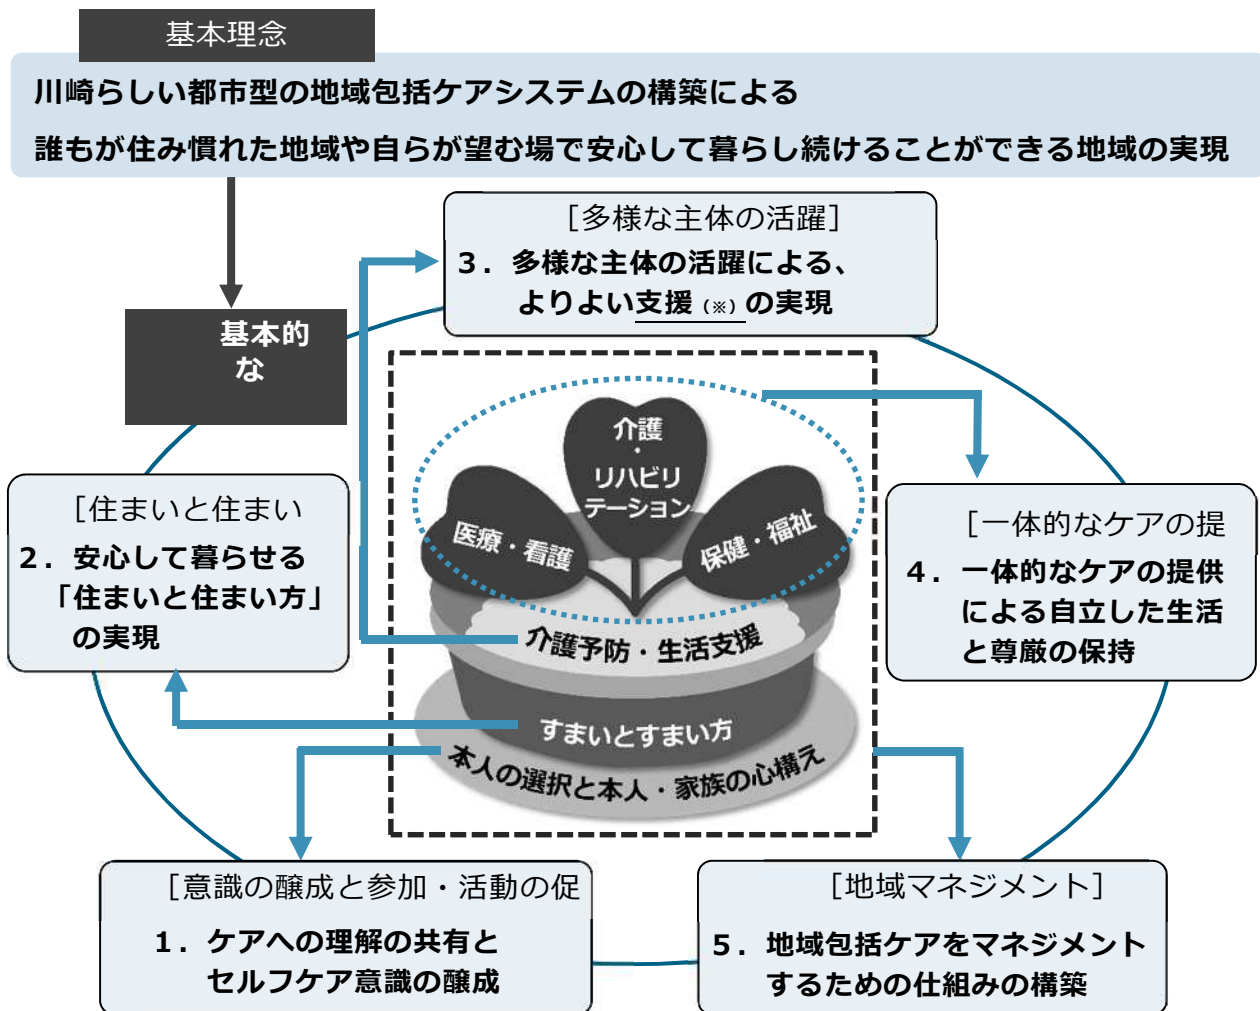 基本理念
川崎らしい都市型の地域包括ケアシステムの構築による
誰もが住み慣れた地域や自らが望む場で安心して暮らし続けることができる地域の実現
［多様な主体の活躍］
３．多様な主体の活躍による、
よりよい支援（※）の実現
基本的
な
介護
・
リハビリ
テーション
医療・看護
保健・福祉
介護予防・生活支援
すまいとすまい方
本人の選択と本人・家族の心構え
［住まいと住まい
２．安心して暮らせる
「住まいと住まい方」
の実現
［一体的なケアの提
４．一体的なケアの提供
による自立した生活
と尊厳の保持
［意識の醸成と参加・活動の促
１．ケアへの理解の共有と
セルフケア意識の醸成
［地域マネジメント］
５．地域包括ケアをマネジメント
するための仕組みの構築